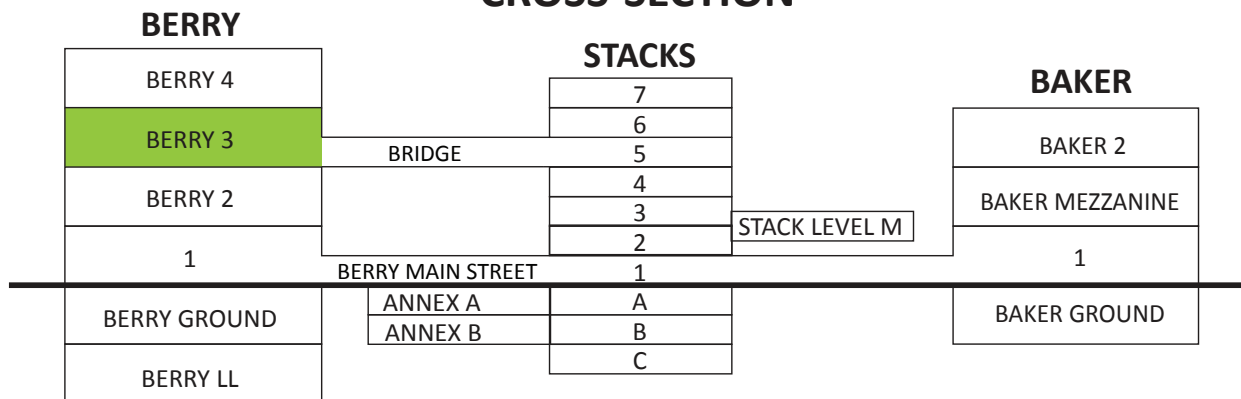 CROSS-SECTION
BERRY
BERRY 4
BERRY 3
BERRY 2
1
BERRY GROUND
BERRY LL
BRIDGE
BERRY MAIN STREET
ANNEX A
ANNEX B
STACKS
7
6
5
4
3
2
1
A
B
C
STACK LEVEL M
BAKER
BAKER 2
BAKER MEZZANINE
1
BAKER GROUND